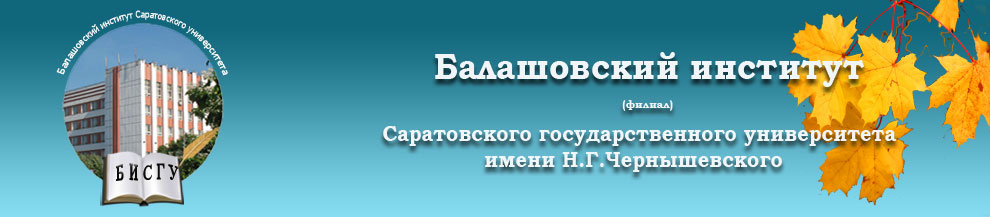 Балашовский институт Саратовского университета
БИСГУ
Балашовский институт
(филиал)
Саратовского государственного университета
имени Н.Г.Чернышевского